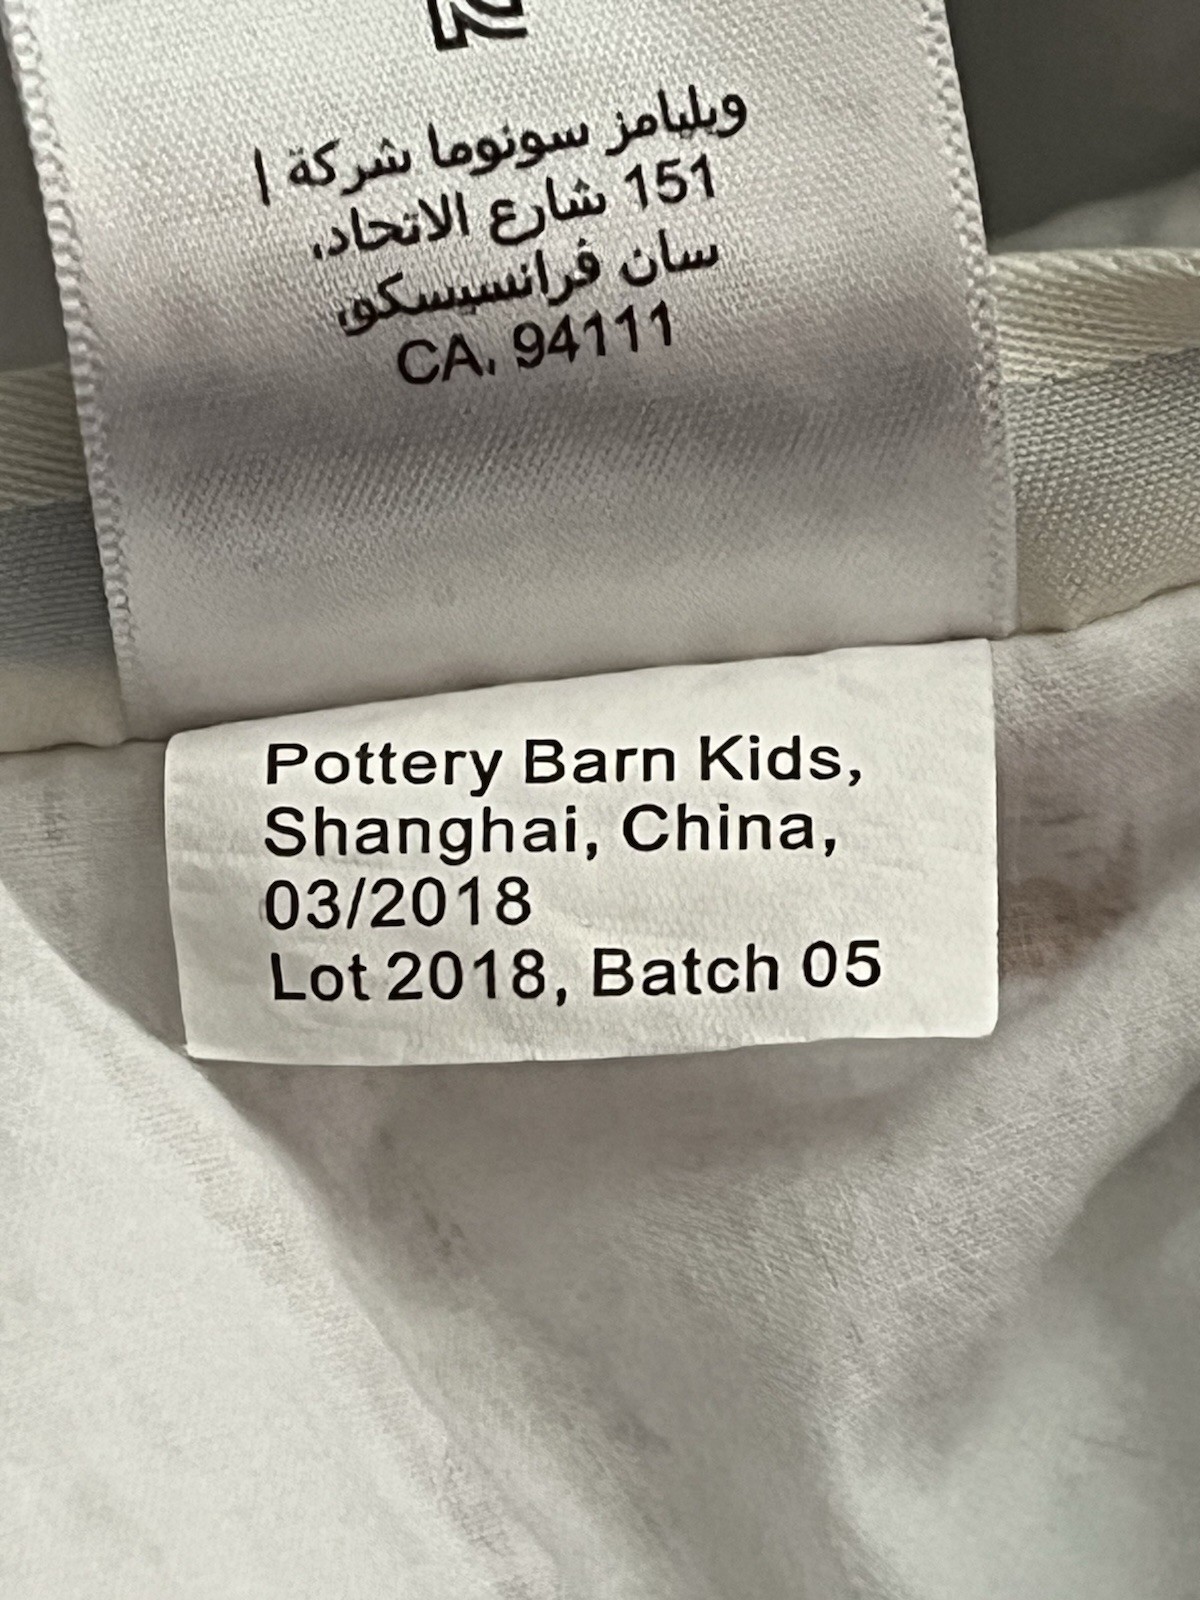 ويليامز سونوما شركة ا
151 شارع الاتحاد،
سان فرانسيسكو،
CA، 94111
Pottery Barn Kids,
Shanghai, China,
03/2018
Lot 2018, Batch 05